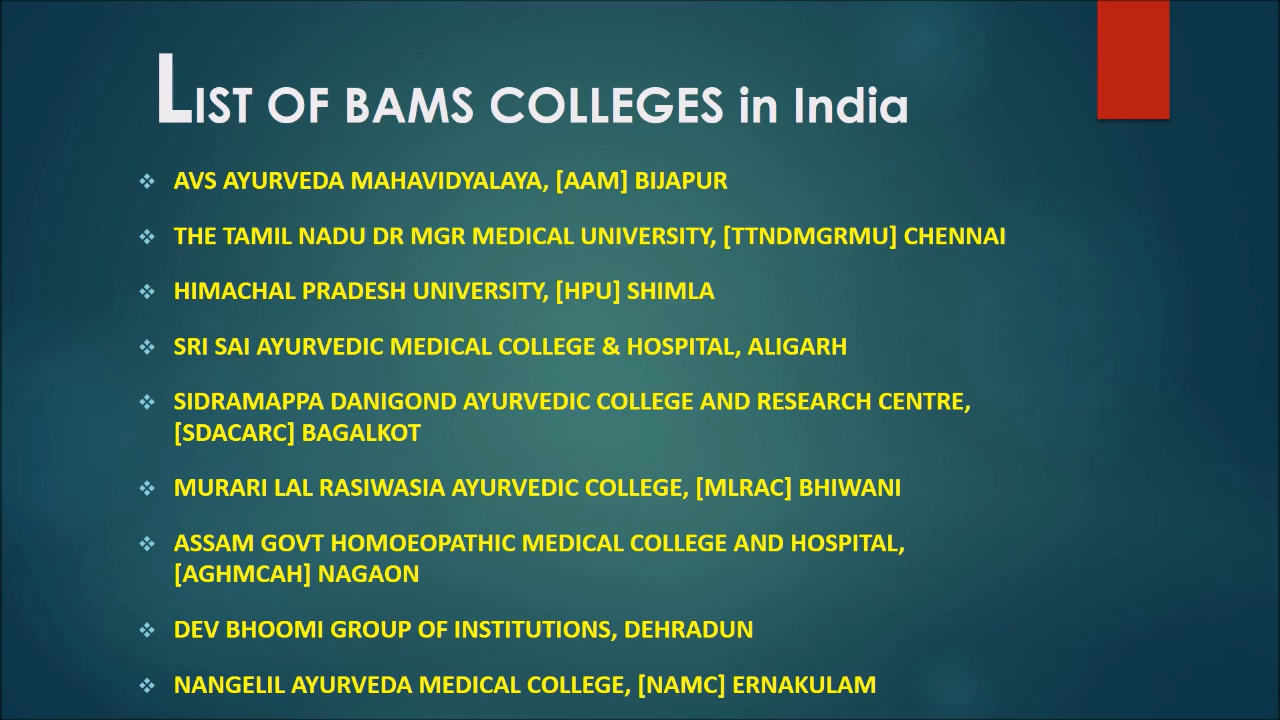 LIST OF BAMS COLLEGES in India
AVS AYURVEDA MAHAVIDYALAYA, [AAM] BIJAPUR
THE TAMIL NADU DR MGR MEDICAL UNIVERSITY, [TTNDMGRMU] CHENNAI
HIMACHAL PRADESH UNIVERSITY, [HPU] SHIMLA
SRI SAI AYURVEDIC MEDICAL COLLEGE & HOSPITAL, ALIGARH
SIDRAMAPPA DANIGOND AYURVEDIC COLLEGE AND RESEARCH CENTRE,
[SDACARC] BAGALKOT
MURARI LAL RASIWASIA AYURVEDIC COLLEGE, [MLRAC] BHIWANI
ASSAM GOVT HOMOEOPATHIC MEDICAL COLLEGE AND HOSPITAL,
[AGHMCAH] NAGAON
DEV BHOOMI GROUP OF INSTITUTIONS, DEHRADUN
NANGELIL AYURVEDA MEDICAL COLLEGE, [NAMC] ERNAKULAM